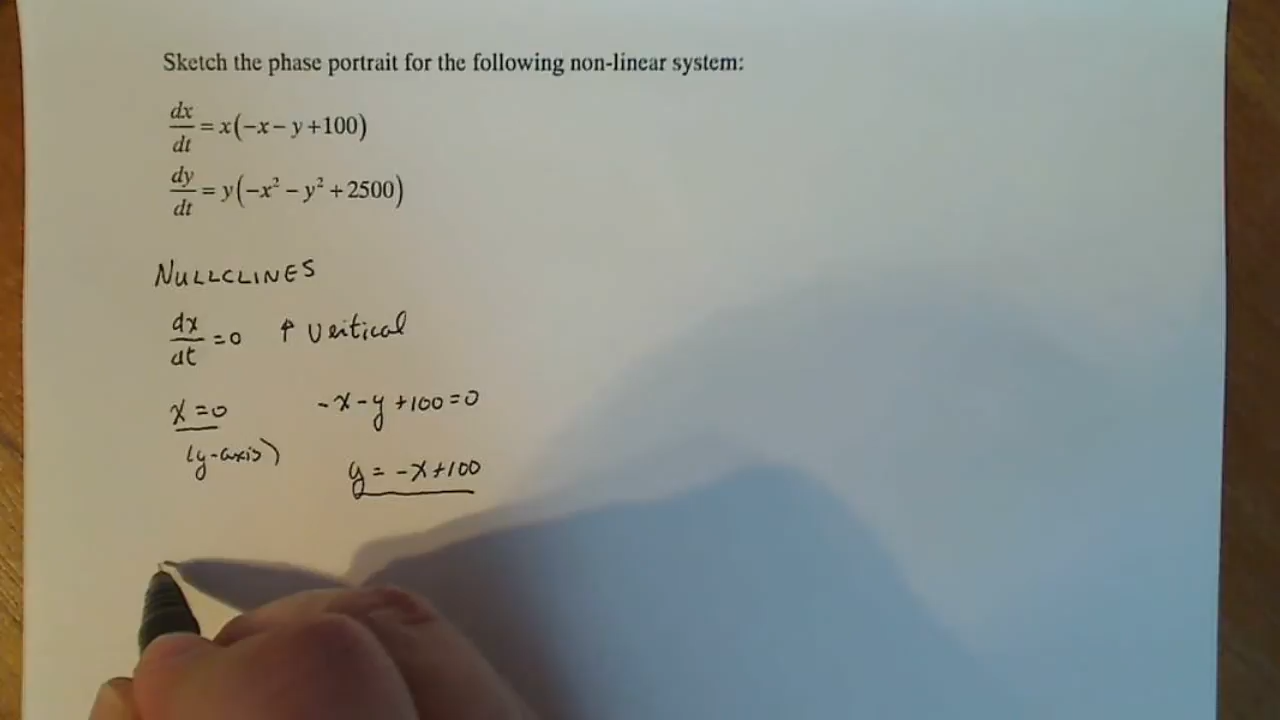 Sketch the phase portrait for the following non-linear system:
dx/dt = x(-x - y +100)
dy/dt = y(-x² - y² + 2500)
NULLCLINES
dx/dt = 0 ↑ vertical
x = 0 -x - y + 100 = 0
(y-axis) y = -x + 100